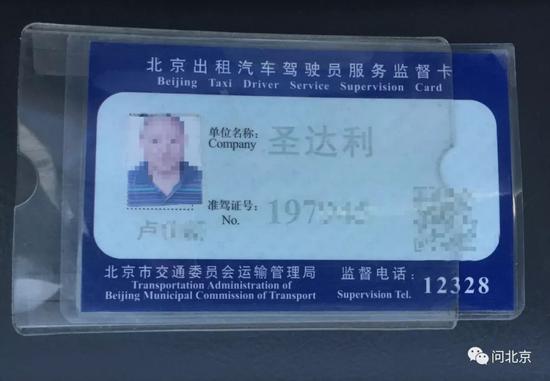 北京出租汽车驾驶员服务监督卡
Beijing Taxi Driver Service Supervision Card
单位名称:
Company
圣达利
准驾证号:
No.
197
卢
北京市交通委员会运输管理局
Transportation Administration of
Beijing Municipal Commission of Transport
监督电话:
Supervision Tel.
12328
问北京